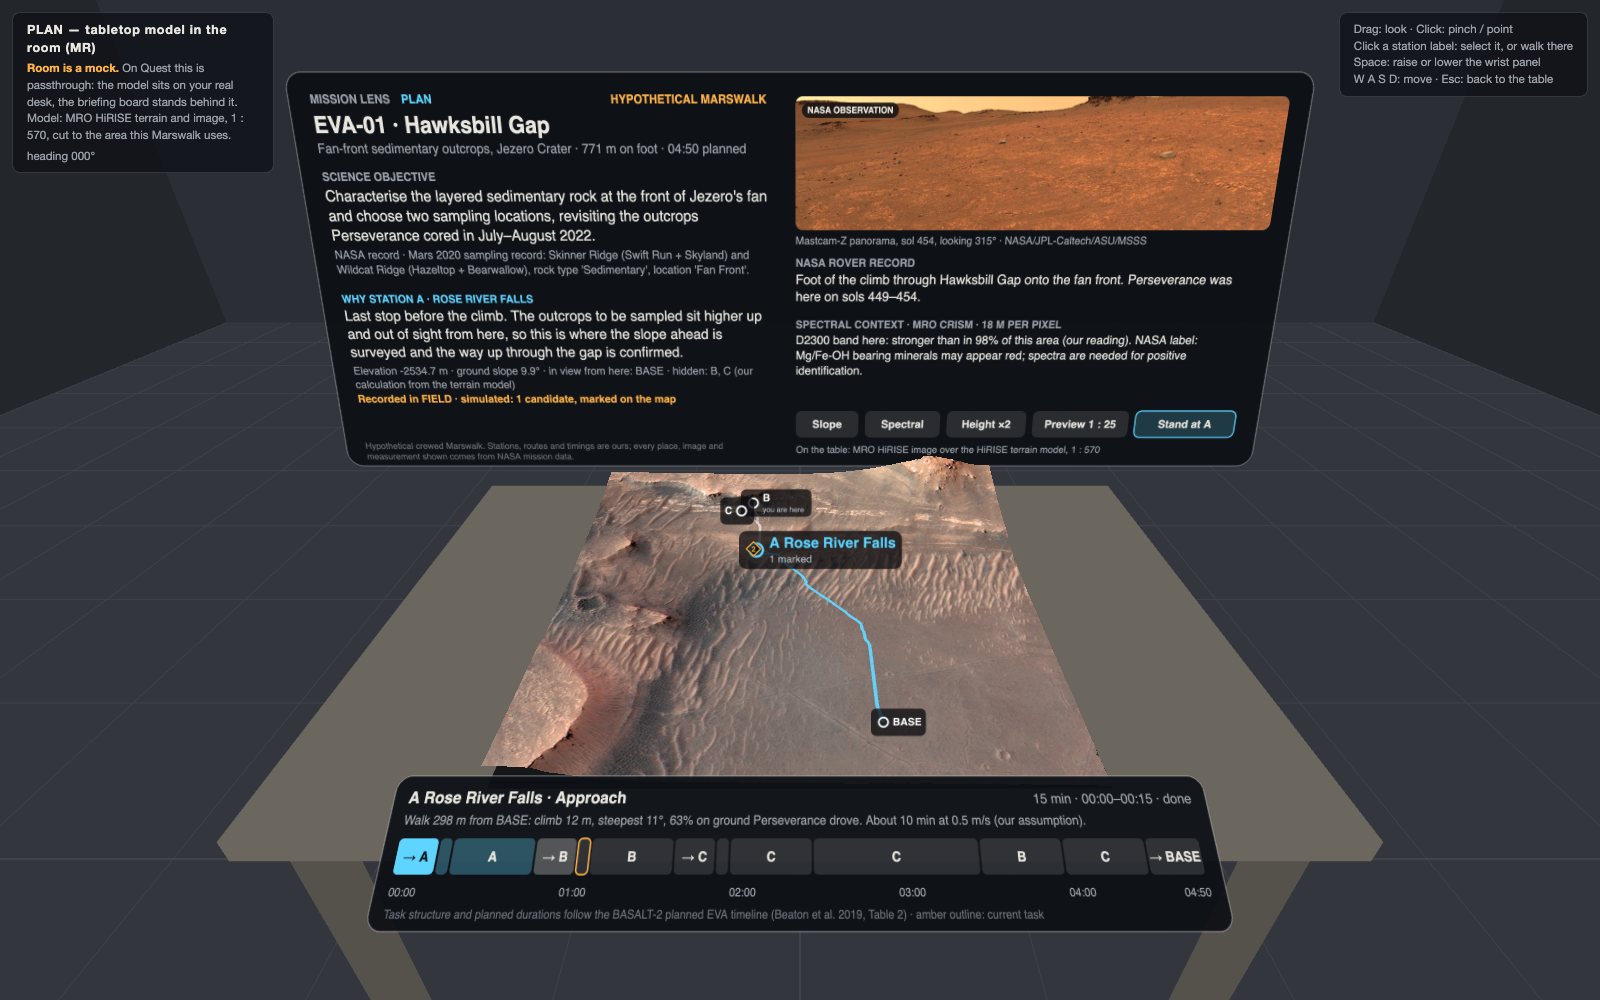 PLAN — tabletop model in the
room (MR)
Room is a mock. On Quest this is
passthrough: the model sits on your real
desk, the briefing board stands behind it.
Model: MRO HiRISE terrain and image, 1 :
570, cut to the area this Marswalk uses.
heading 000°
Drag: look · Click: pinch / point
Click a station label: select it, or walk there
Space: raise or lower the wrist panel
W A S D: move · Esc: back to the table
MISSION LENS PLAN
HYPOTHETICAL MARSWALK
EVA-01 · Hawksbill Gap
Fan-front sedimentary outcrops, Jezero Crater · 771 m on foot · 04:50 planned
SCIENCE OBJECTIVE
Characterise the layered sedimentary rock at the front of Jezero's fan
and choose two sampling locations, revisiting the outcrops
Perseverance cored in July–August 2022.
NASA record · Mars 2020 sampling record: Skinner Ridge (Swift Run + Skyland) and
Wildcat Ridge (Hazeltop + Bearwallow), rock type 'Sedimentary', location 'Fan Front'.
WHY STATION A · ROSE RIVER FALLS
Last stop before the climb. The outcrops to be sampled sit higher up
and out of sight from here, so this is where the slope ahead is
surveyed and the way up through the gap is confirmed.
Elevation -2534.7 m · ground slope 9.9° · in view from here: BASE · hidden: B, C (our
calculation from the terrain model)
Recorded in FIELD · simulated: 1 candidate, marked on the map
Hypothetical crewed Marswalk. Stations, routes and timings are ours; every place, image and
measurement shown comes from NASA mission data.
NASA OBSERVATION
Mastcam-Z panorama, sol 454, looking 315° · NASA/JPL-Caltech/ASU/MSSS
NASA ROVER RECORD
Foot of the climb through Hawksbill Gap onto the fan front. Perseverance was
here on sols 449–454.
SPECTRAL CONTEXT · MRO CRISM · 18 M PER PIXEL
D2300 band here: stronger than in 98% of this area (our reading). NASA label:
Mg/Fe-OH bearing minerals may appear red; spectra are needed for positive
identification.
Slope
Spectral
Height ×2
Preview 1 : 25
Stand at A
On the table: MRO HiRISE image over the HiRISE terrain model, 1 : 570
B
you are here
C
A Rose River Falls
2
1 marked
BASE
A Rose River Falls · Approach
15 min · 00:00–00:15 · done
Walk 298 m from BASE: climb 12 m, steepest 11°, 63% on ground Perseverance drove. About 10 min at 0.5 m/s (our assumption).
→ A
A
→ B
B
→ C
C
C
B
C
→ BASE
00:00
01:00
02:00
03:00
04:00
04:50
Task structure and planned durations follow the BASALT-2 planned EVA timeline (Beaton et al. 2019, Table 2) · amber outline: current task